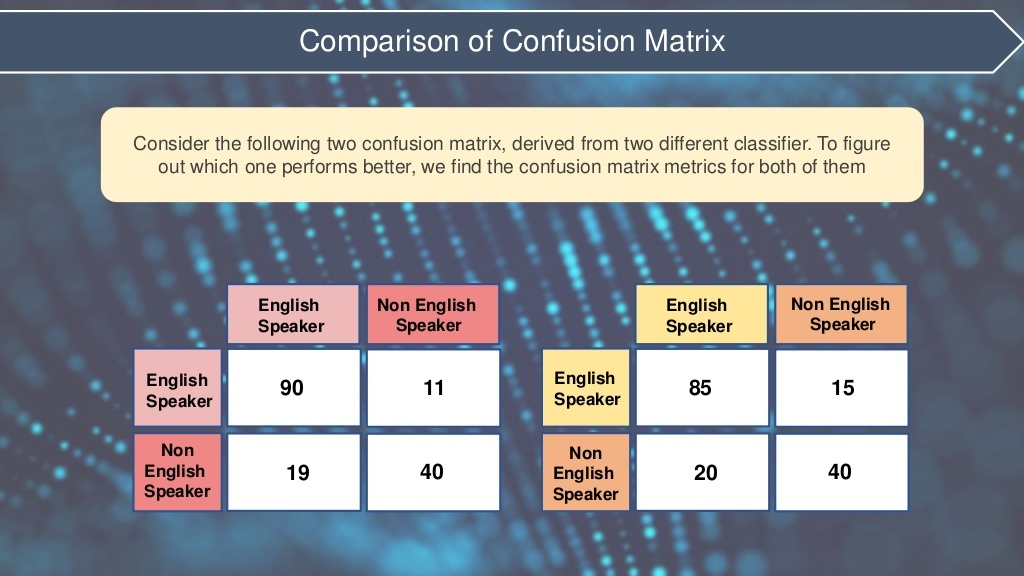 Comparison of Confusion Matrix
Consider the following two confusion matrix, derived from two different classifier. To figure
out which one performs better, we find the confusion matrix metrics for both of them
English
Speaker
Non English
Speaker
English
Speaker
90
11
Non
English
Speaker
19
40
English
Speaker
Non English
Speaker
English
Speaker
85
15
Non
English
Speaker
20
40